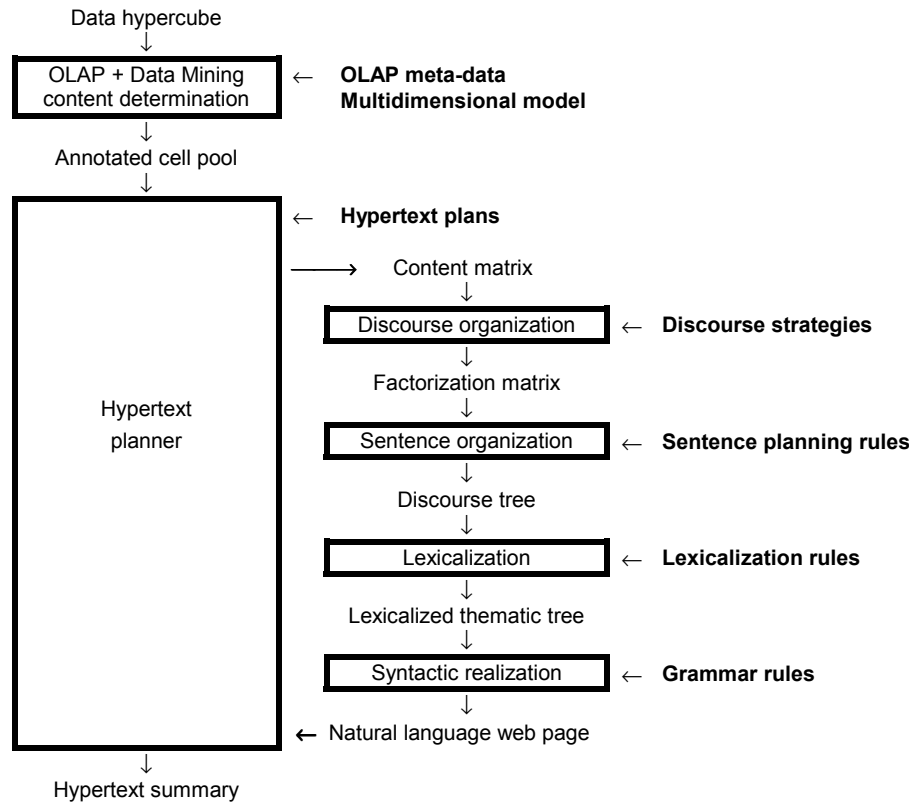 Data hypercube
↓
OLAP + Data Mining
content determination
← OLAP meta-data
Multidimensional model
↓
Annotated cell pool
↓
← Hypertext plans
Hypertext
planner
→ Content matrix
↓
Discourse organization
← Discourse strategies
↓
Factorization matrix
↓
Sentence organization
← Sentence planning rules
↓
Discourse tree
↓
Lexicalization
← Lexicalization rules
↓
Lexicalized thematic tree
↓
Syntactic realization
← Grammar rules
↓
← Natural language web page
↓
Hypertext summary